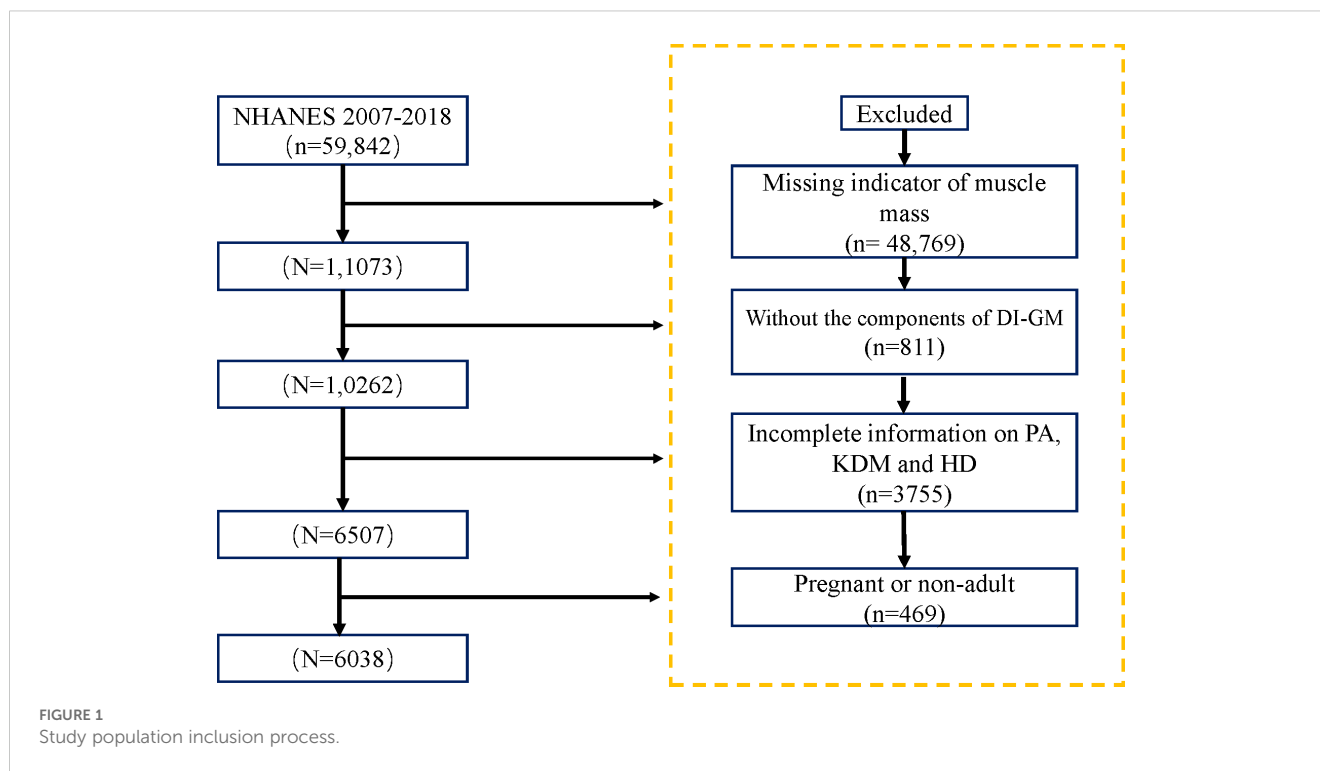 NHANES 2007-2018
(n=59,842)
(N=1,1073)
(N=1,0262)
(N=6507)
(N=6038)
Excluded
Missing indicator of muscle
mass
(n= 48,769)
Without the components of DI-GM
(n=811)
Incomplete information on PA,
KDM and HD
(n=3755)
Pregnant or non-adult
(n=469)
FIGURE 1
Study population inclusion process.